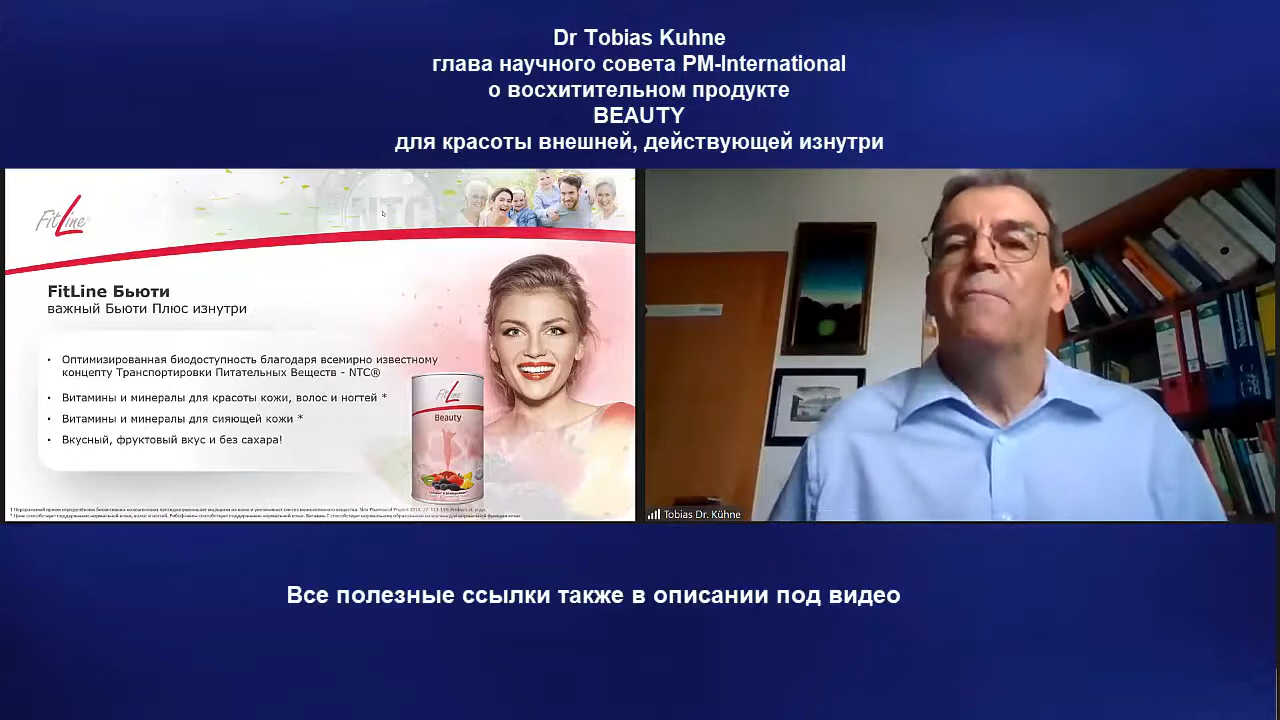 Dr Tobias Kuhne
глава научного совета PM-International
о восхитительном продукте
BEAUTY
для красоты внешней, действующей изнутри
FitLine
NTC
FitLine Бьюти
важный Бьюти Плюс изнутри
• Оптимизированная биодоступность благодаря всемирно известному
концепту Транспортировки Питательных Веществ - NTC®
• Витамины и минералы для красоты кожи, волос и ногтей *
• Витамины и минералы для сияющей кожи *
• Вкусный, фруктовый вкус и без сахара!
FitLine
Beauty
Tobias Dr. Kühne
Все полезные ссылки также в описании под видео